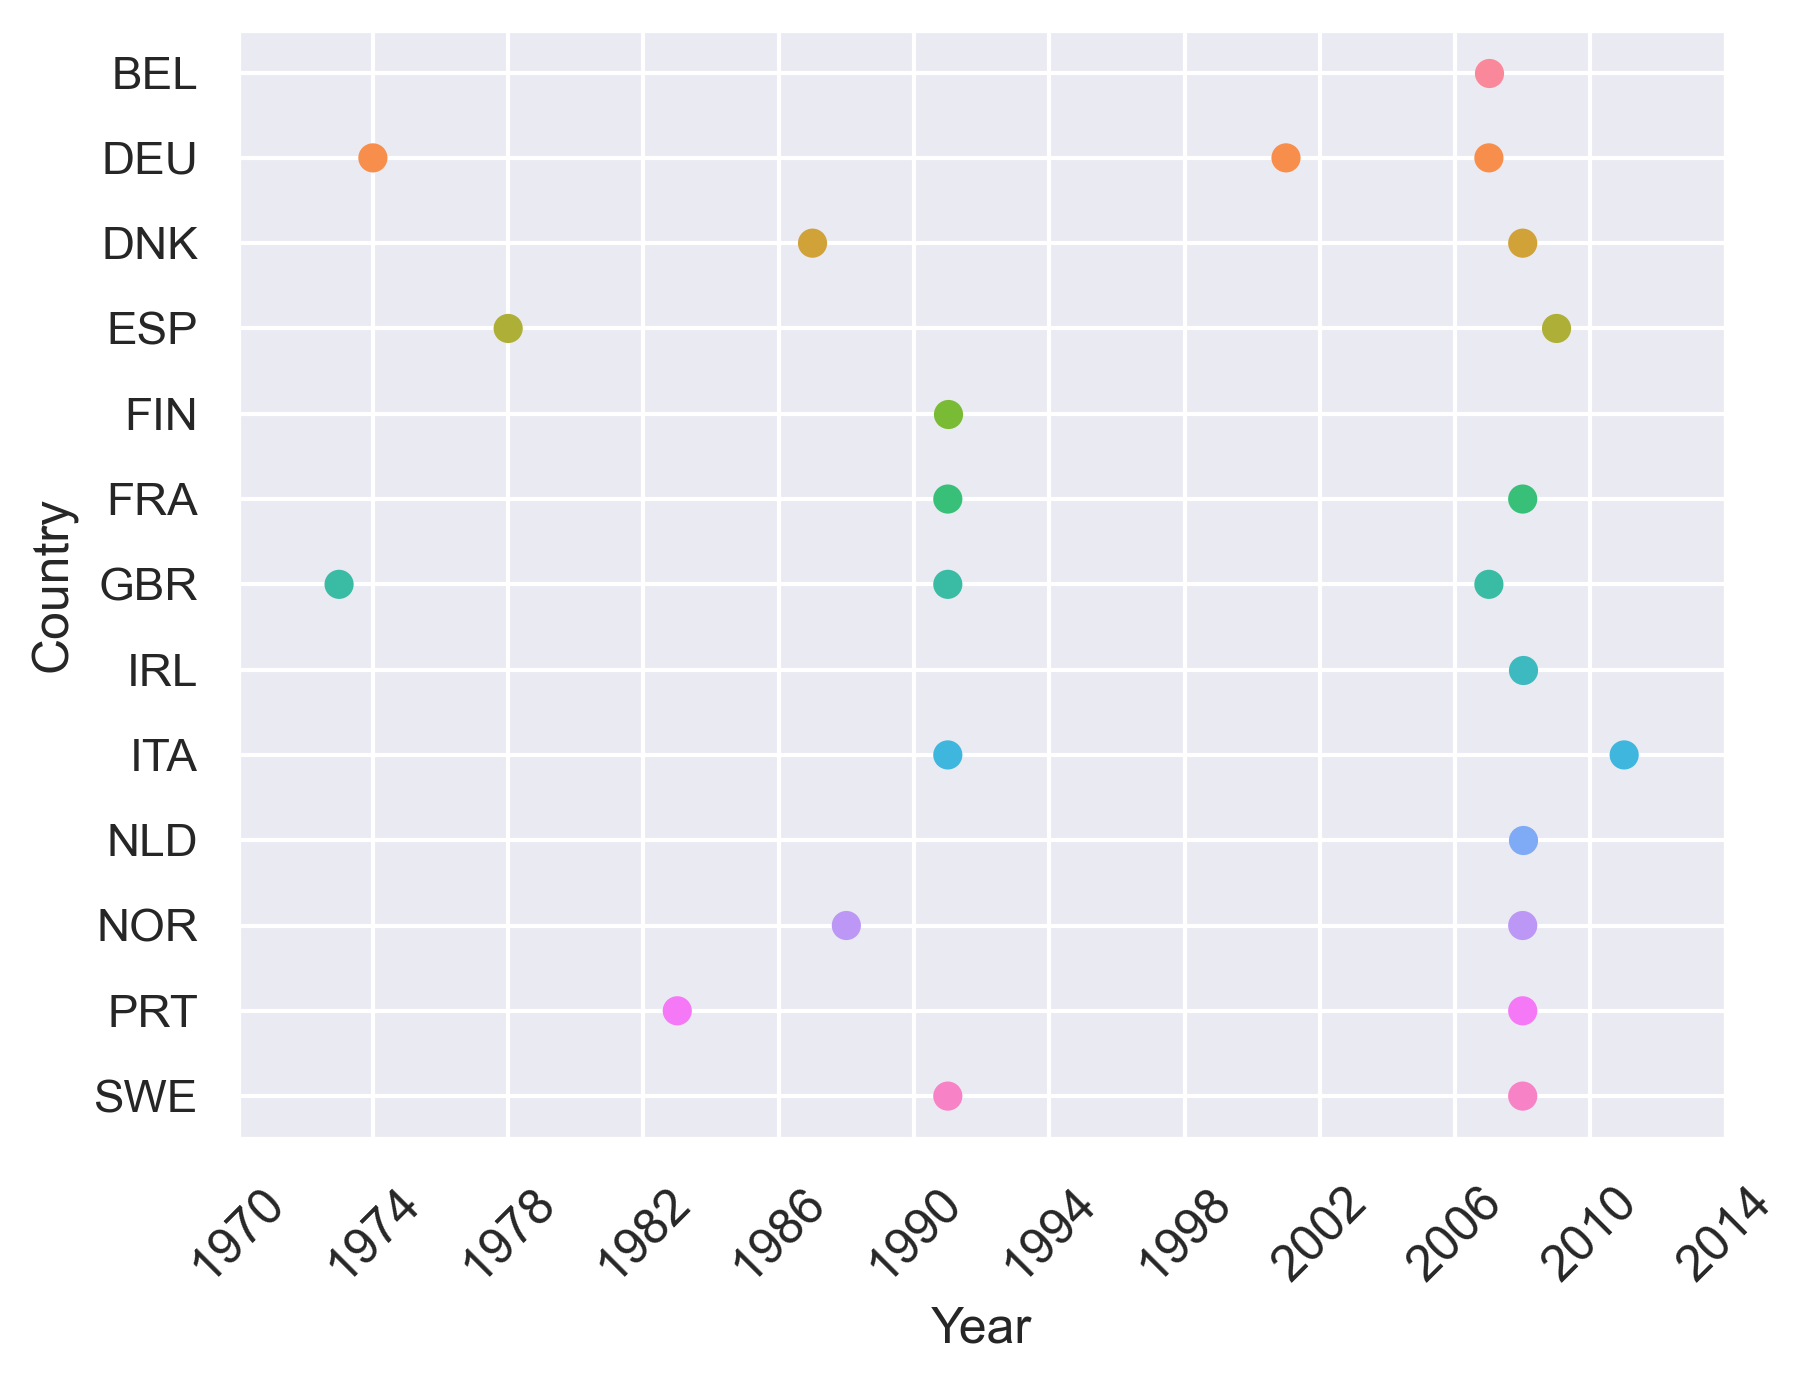 BEL
DEU
DNK
ESP
FIN
FRA
GBR
IRL
ITA
NLD
NOR
PRT
SWE
Country
1970 1974 1978 1982 1986 1990 1994 1998 2002 2006 2010 2014
Year